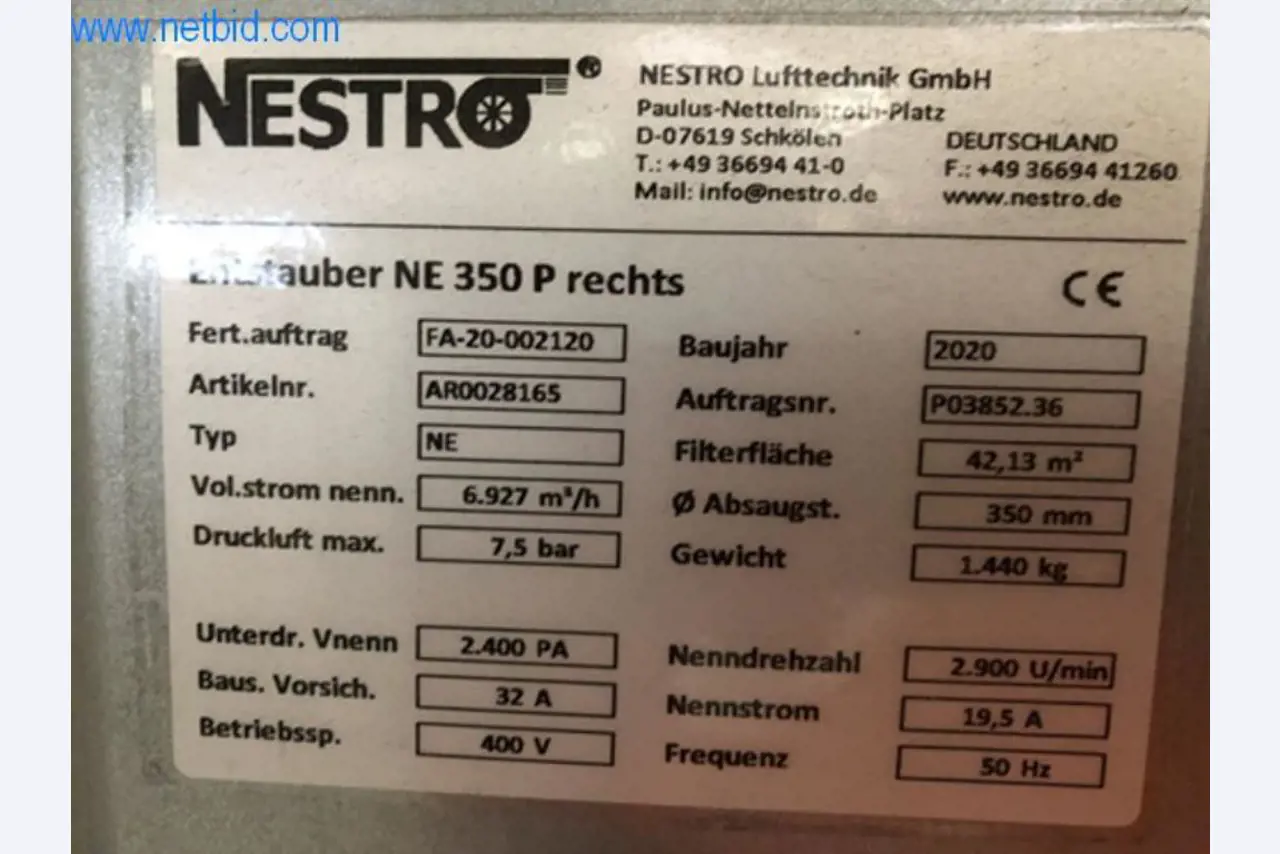 www.netbid.com
NESTRO®
NESTRO Lufttechnik GmbH
Paulus-Nettelnstroth-Platz
D-07619 Schkölen DEUTSCHLAND
T.: +49 36694 41-0 F.: +49 36694 41260
Mail: info@nestro.de www.nestro.de
NE 350 P rechts CE
Fert.auftrag FA-20-002120 Baujahr 2020
Artikelnr. AR0028165 Auftragsnr. P03852.36
Typ NE Filterfläche 42,13 m²
Vol.strom nenn. 6.927 m³/h Ø Absaugst. 350 mm
Druckluft max. 7,5 bar Gewicht 1.440 kg
Unterdr. Vnenn 2.400 PA Nenndrehzahl 2.900 U/min
Baus. Vorsich. 32 A Nennstrom 19,5 A
Betriebssp. 400 V Frequenz 50 Hz